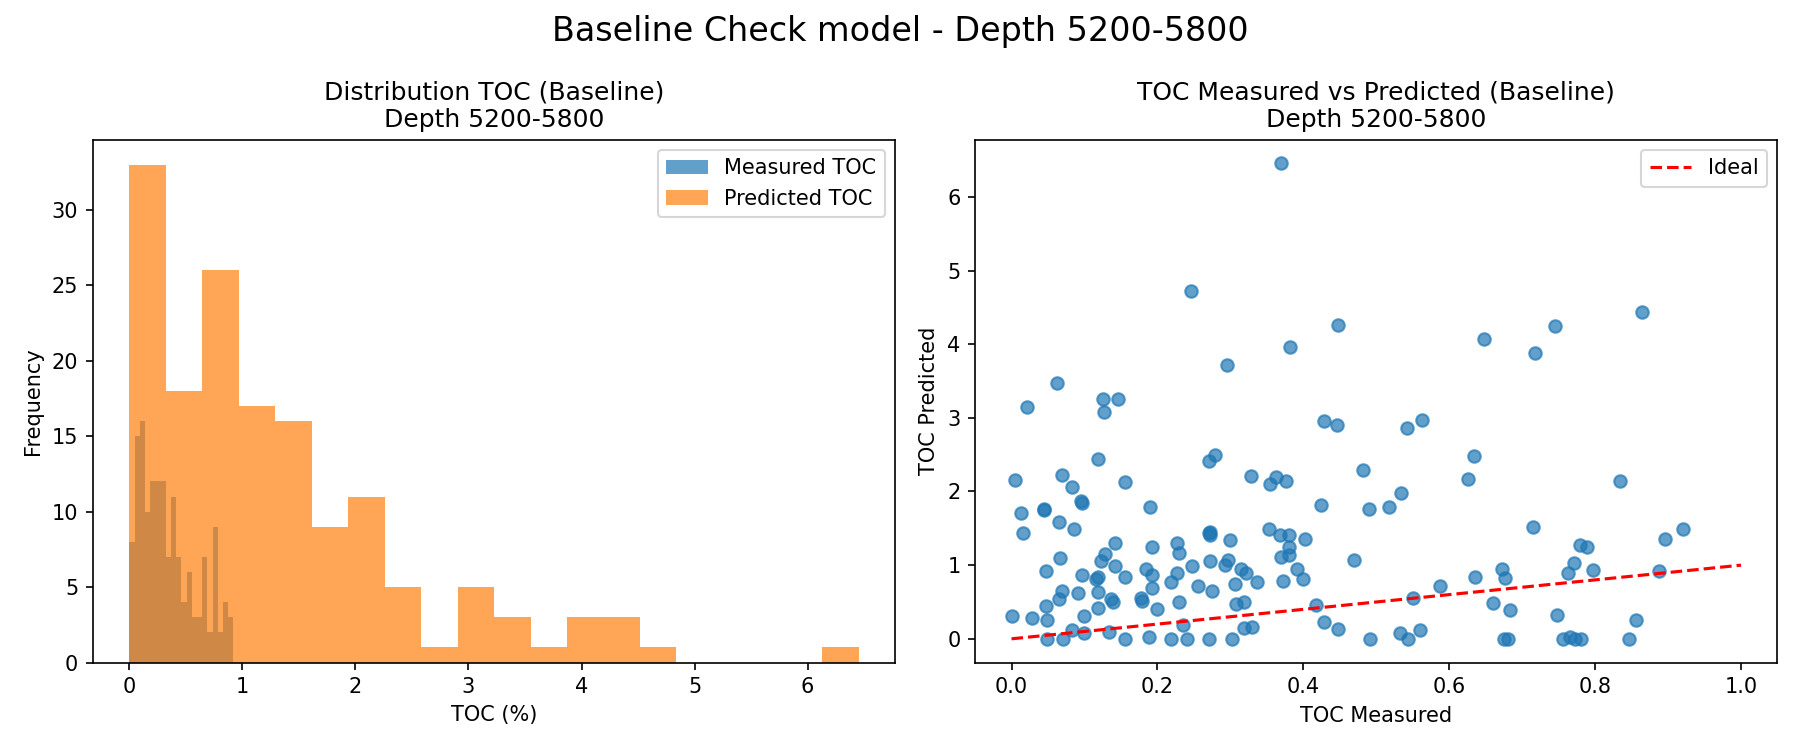 Baseline Check model - Depth 5200-5800
Distribution TOC (Baseline)
Depth 5200-5800
Measured TOC
Predicted TOC
Frequency
30
25
20
15
10
5
0
0 1 2 3 4 5 6
TOC (%)
TOC Measured vs Predicted (Baseline)
Depth 5200-5800
Ideal
TOC Predicted
6
5
4
3
2
1
0
0.0 0.2 0.4 0.6 0.8 1.0
TOC Measured